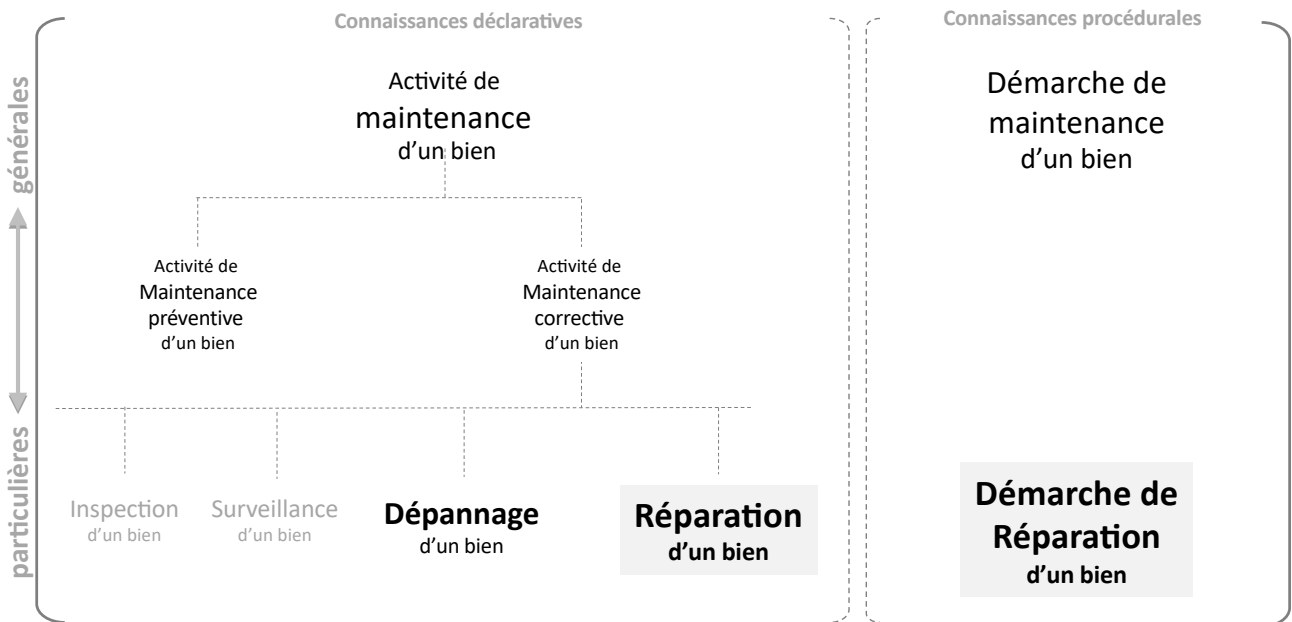 Connaissances déclaratives
Connaissances procédurales
générales
particulières
Activité de
maintenance
d’un bien
Démarche de
maintenance
d’un bien
Activité de
Maintenance
préventive
d’un bien
Activité de
Maintenance
corrective
d’un bien
Inspection
d’un bien
Surveillance
d’un bien
Dépannage
d’un bien
Réparation
d’un bien
Démarche de
Réparation
d’un bien